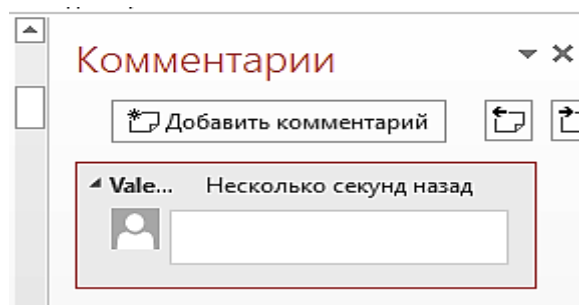 Комментарии
Добавить комментарий
Vale... Несколько секунд назад